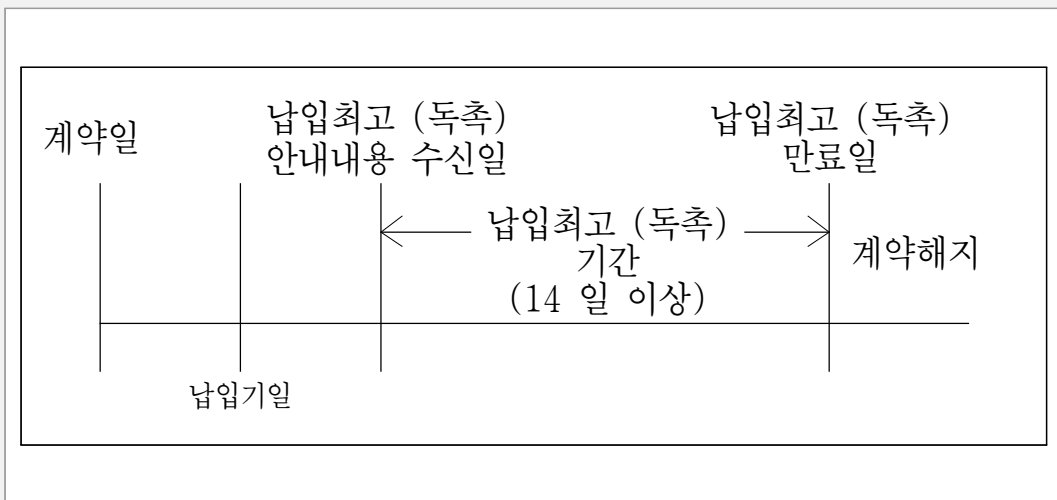 계약일
납입최고 (독촉)
안내내용 수신일
납입최고 (독촉)
만료일
납입최고 (독촉)
기간
(14 일 이상)
계약해지
납입기일